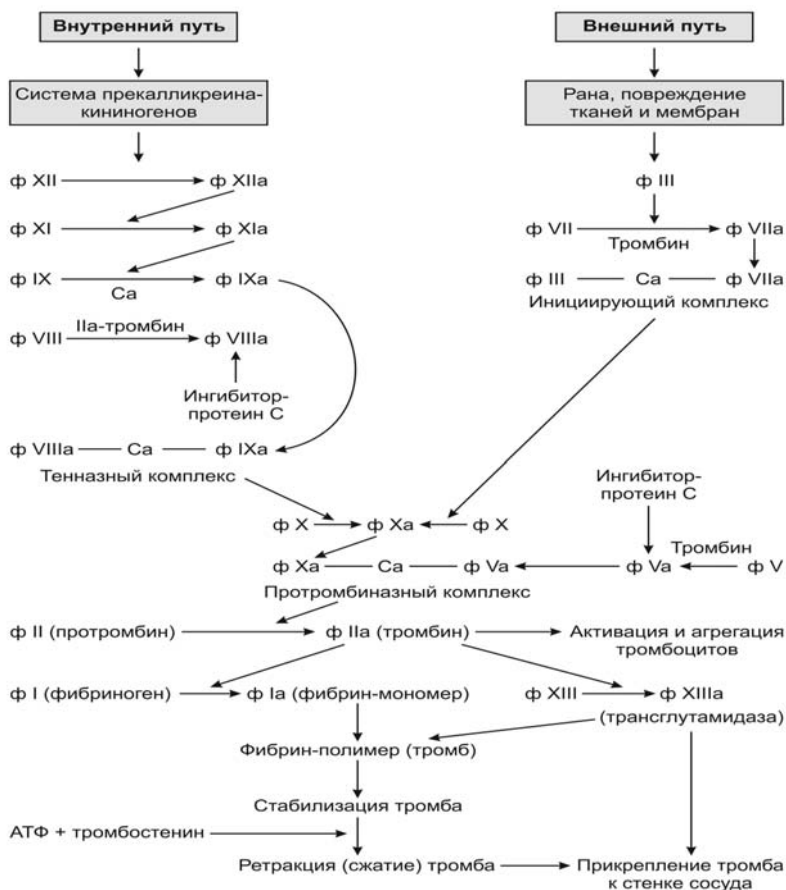 Внутренний путь
Внешний путь
Система прекалликреина-
кининогенов
Рана, повреждение
тканей и мембран
ф XII ф XIIa
ф III
ф XI ф XIa
ф VII ф VIIa
Тромбин
ф IX ф IXa
Ca
ф III Ca ф VIIa
Инициирующий комплекс
IIa-тромбин
ф VIII ф VIIIa
Ингибитор-
протеин C
ф VIIIa Ca ф IXa
Тенназный комплекс
Ингибитор-
протеин C
ф X ф Xa ф X
Тромбин
ф Xa Ca ф Va ф Va ф V
Протромбиназный комплекс
ф II (протромбин) ф IIa (тромбин) Активация и агрегация
тромбоцитов
ф I (фибриноген) ф Ia (фибрин-мономер) ф XIII ф XIIIa
(трансглутамидаза)
Фибрин-полимер (тромб)
Стабилизация тромба
АТФ + тромбостенин
Ретракция (сжатие) тромба Прикрепление тромба
к стенке сосуда